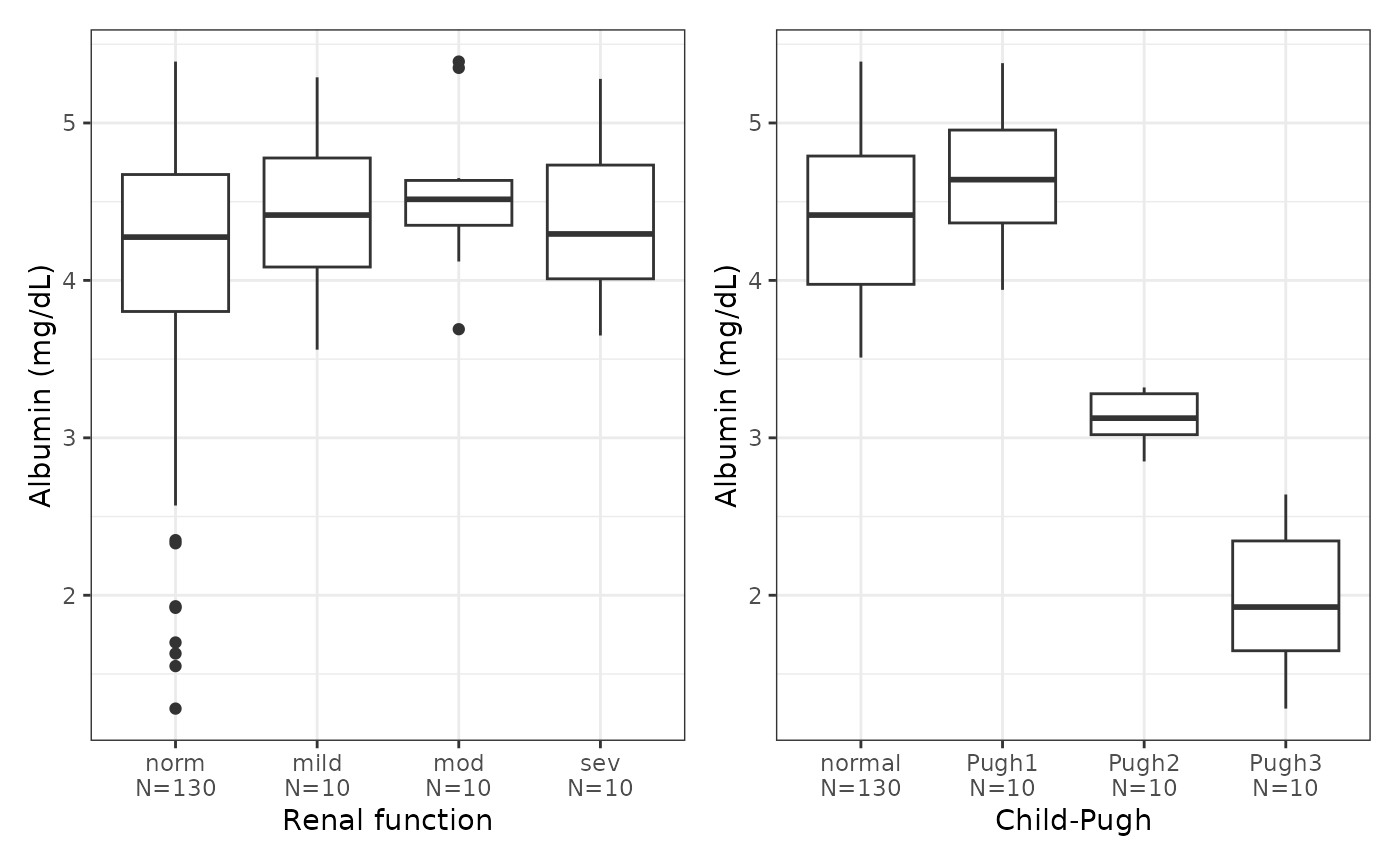 Albumin (mg/dL)
5
4
3
2
norm
N=130
mild
N=10
mod
N=10
sev
N=10
Renal function
Albumin (mg/dL)
5
4
3
2
normal
N=130
Pugh1
N=10
Pugh2
N=10
Pugh3
N=10
Child-Pugh